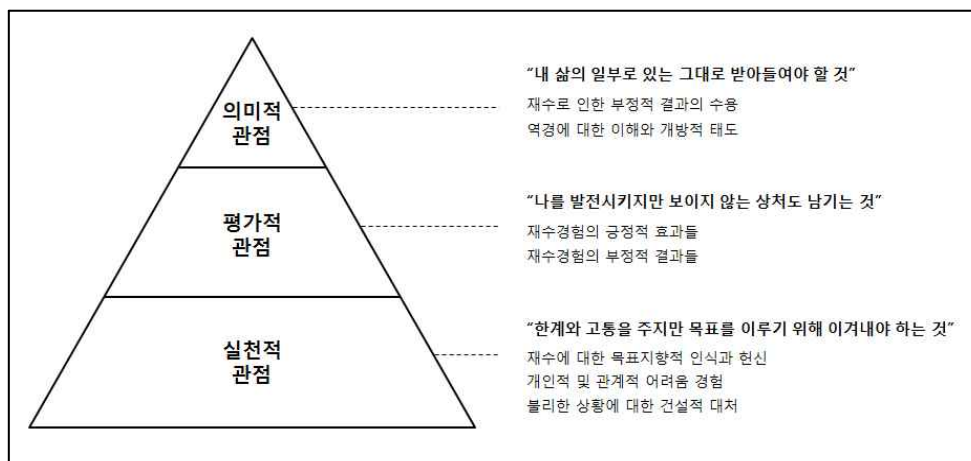 "내 삶의 일부로 있는 그대로 받아들여야 할 것"
의미적
관점
재수로 인한 부정적 결과의 수용
역경에 대한 이해와 개방적 태도
"나를 발전시키지만 보이지 않는 상처도 남기는 것"
평가적
관점
재수경험의 긍정적 효과들
재수경험의 부정적 결과들
"한계와 고통을 주지만 목표를 이루기 위해 이겨내야 하는 것"
실천적
관점
재수에 대한 목표지향적 인식과 헌신
개인적 및 관계적 어려움 경험
불리한 상황에 대한 건설적 대처